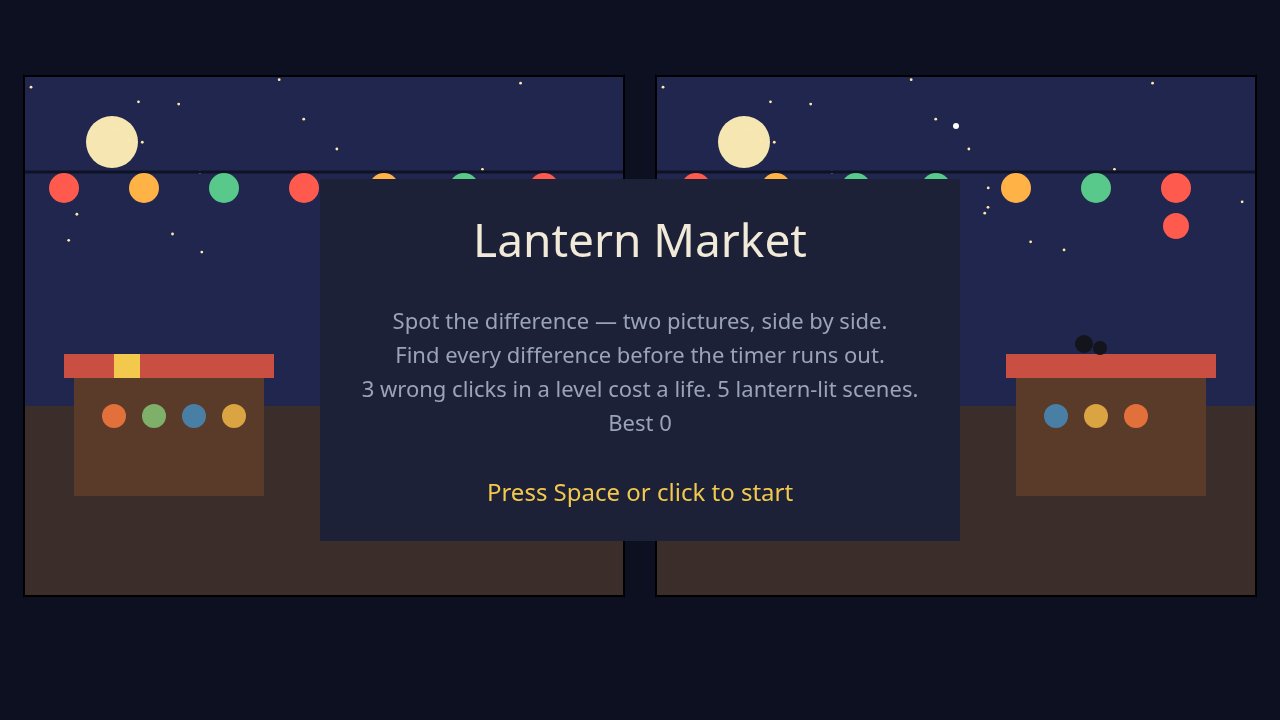 Lantern Market
Spot the difference — two pictures, side by side.
Find every difference before the timer runs out.
3 wrong clicks in a level cost a life. 5 lantern-lit scenes.
Best 0
Press Space or click to start